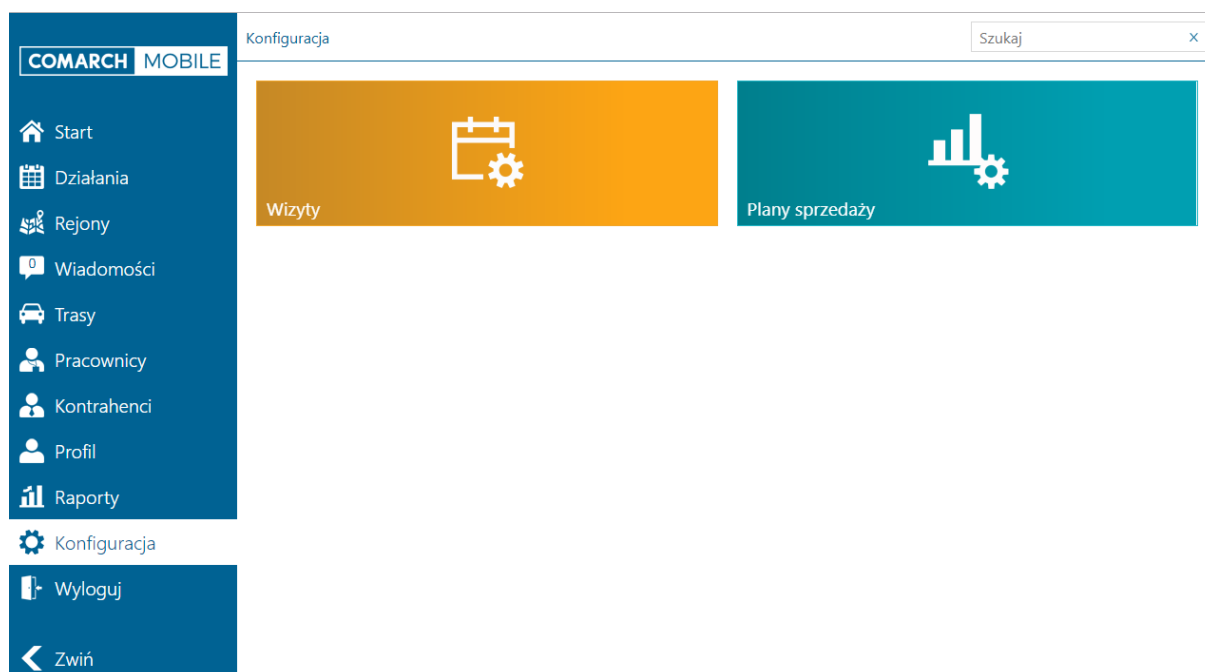 COMARCH MOBILE
Konfiguracja
Szukaj x
Start
Działania
Rejony
0
Wiadomości
Trasy
Pracownicy
Kontrahenci
Profil
Raporty
Konfiguracja
Wyloguj
Zwiń
Wizyty
Plany sprzedaży